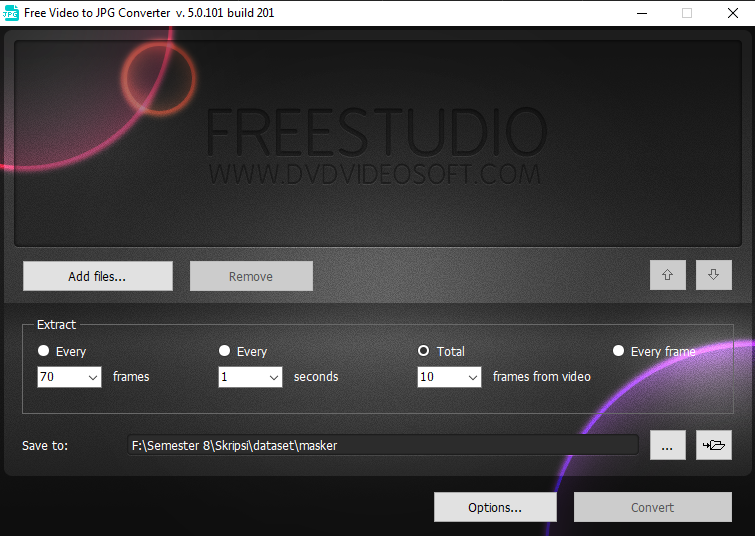 JPG
Free Video to JPG Converter v. 5.0.101 build 201
FREESTUDIO
WWW.DVDVIDEOSOFT.COM
Add files...
Remove
Extract
Every
Every
Total
Every frame
70
frames
1
seconds
10
frames from video
Save to:
F:\Semester 8\Skripsi\dataset\masker
...
Options...
Convert